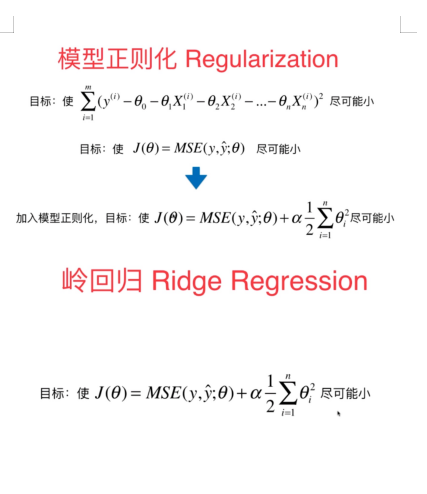 模型正则化 Regularization
目标：使 \sum_{i=1}^{m}(y^{(i)} - \theta_0 - \theta_1 X_1^{(i)} - \theta_2 X_2^{(i)} - ... - \theta_n X_n^{(i)})^2 尽可能小
目标：使 J(\theta) = MSE(y, \hat{y}; \theta) 尽可能小
加入模型正则化，目标：使 J(\theta) = MSE(y, \hat{y}; \theta) + \alpha \frac{1}{2} \sum_{i=1}^{n} \theta_i^2 尽可能小
岭回归 Ridge Regression
目标：使 J(\theta) = MSE(y, \hat{y}; \theta) + \alpha \frac{1}{2} \sum_{i=1}^{n} \theta_i^2 尽可能小